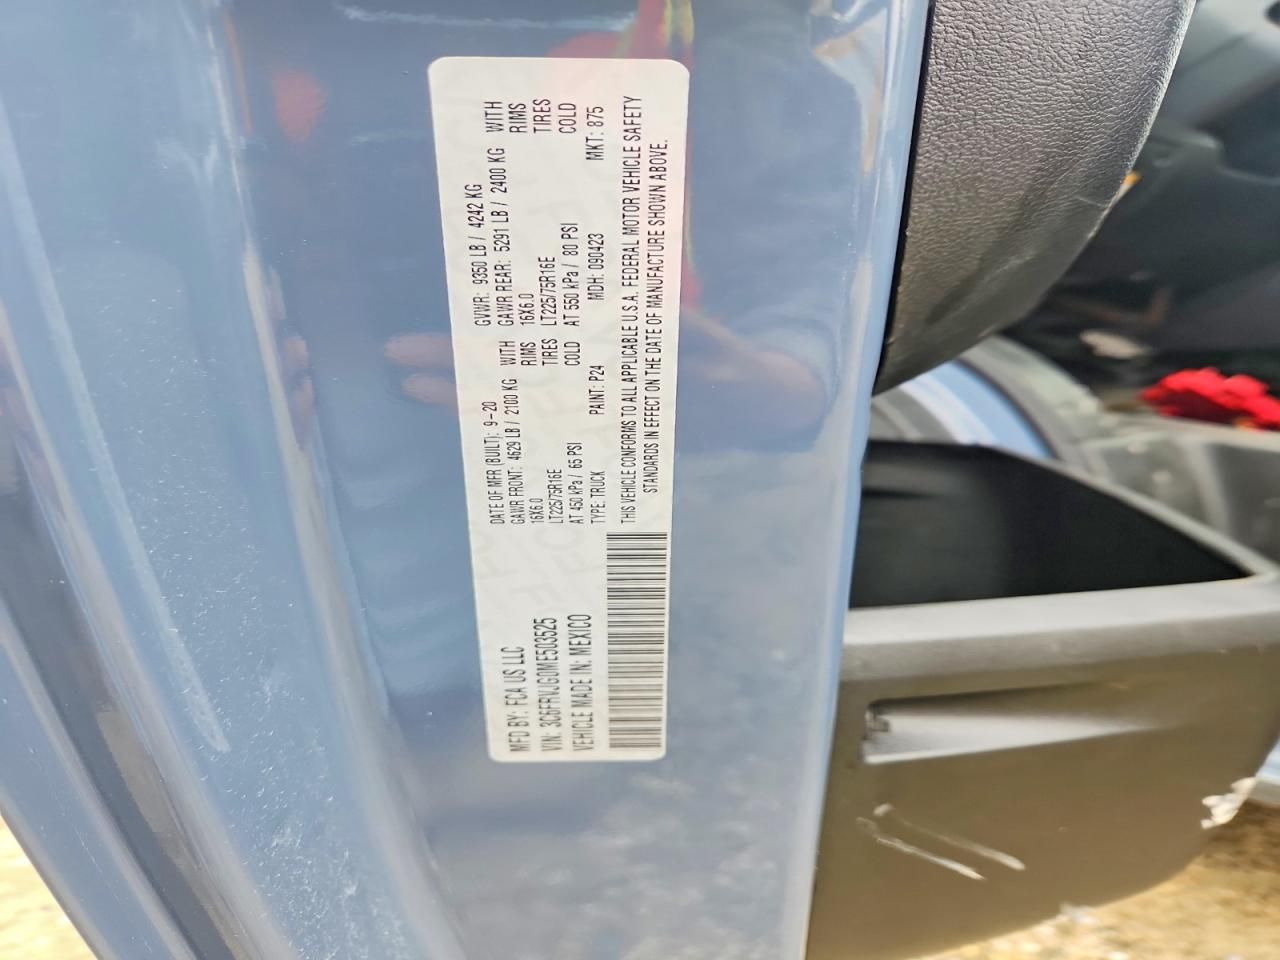 MFD BY: FCA US LLC
VIN: 3C6FRVJG0ME503525
VEHICLE MADE IN: MEXICO
DATE OF MFR (BUILT): 9-20 GVWR: 9350 LB / 4242 KG
GAWR FRONT: 4629 LB / 2100 KG WITH GAWR REAR: 5291 LB / 2400 KG WITH
16X6.0 RIMS 16X6.0 RIMS
LT225/75R16E TIRES LT225/75R16E TIRES
AT 450 kPa / 65 PSI COLD AT 550 kPa / 80 PSI COLD
TYPE: TRUCK PAINT: P24 MDH: 090423 MKT: 875
THIS VEHICLE CONFORMS TO ALL APPLICABLE U.S.A. FEDERAL MOTOR VEHICLE SAFETY
STANDARDS IN EFFECT ON THE DATE OF MANUFACTURE SHOWN ABOVE.